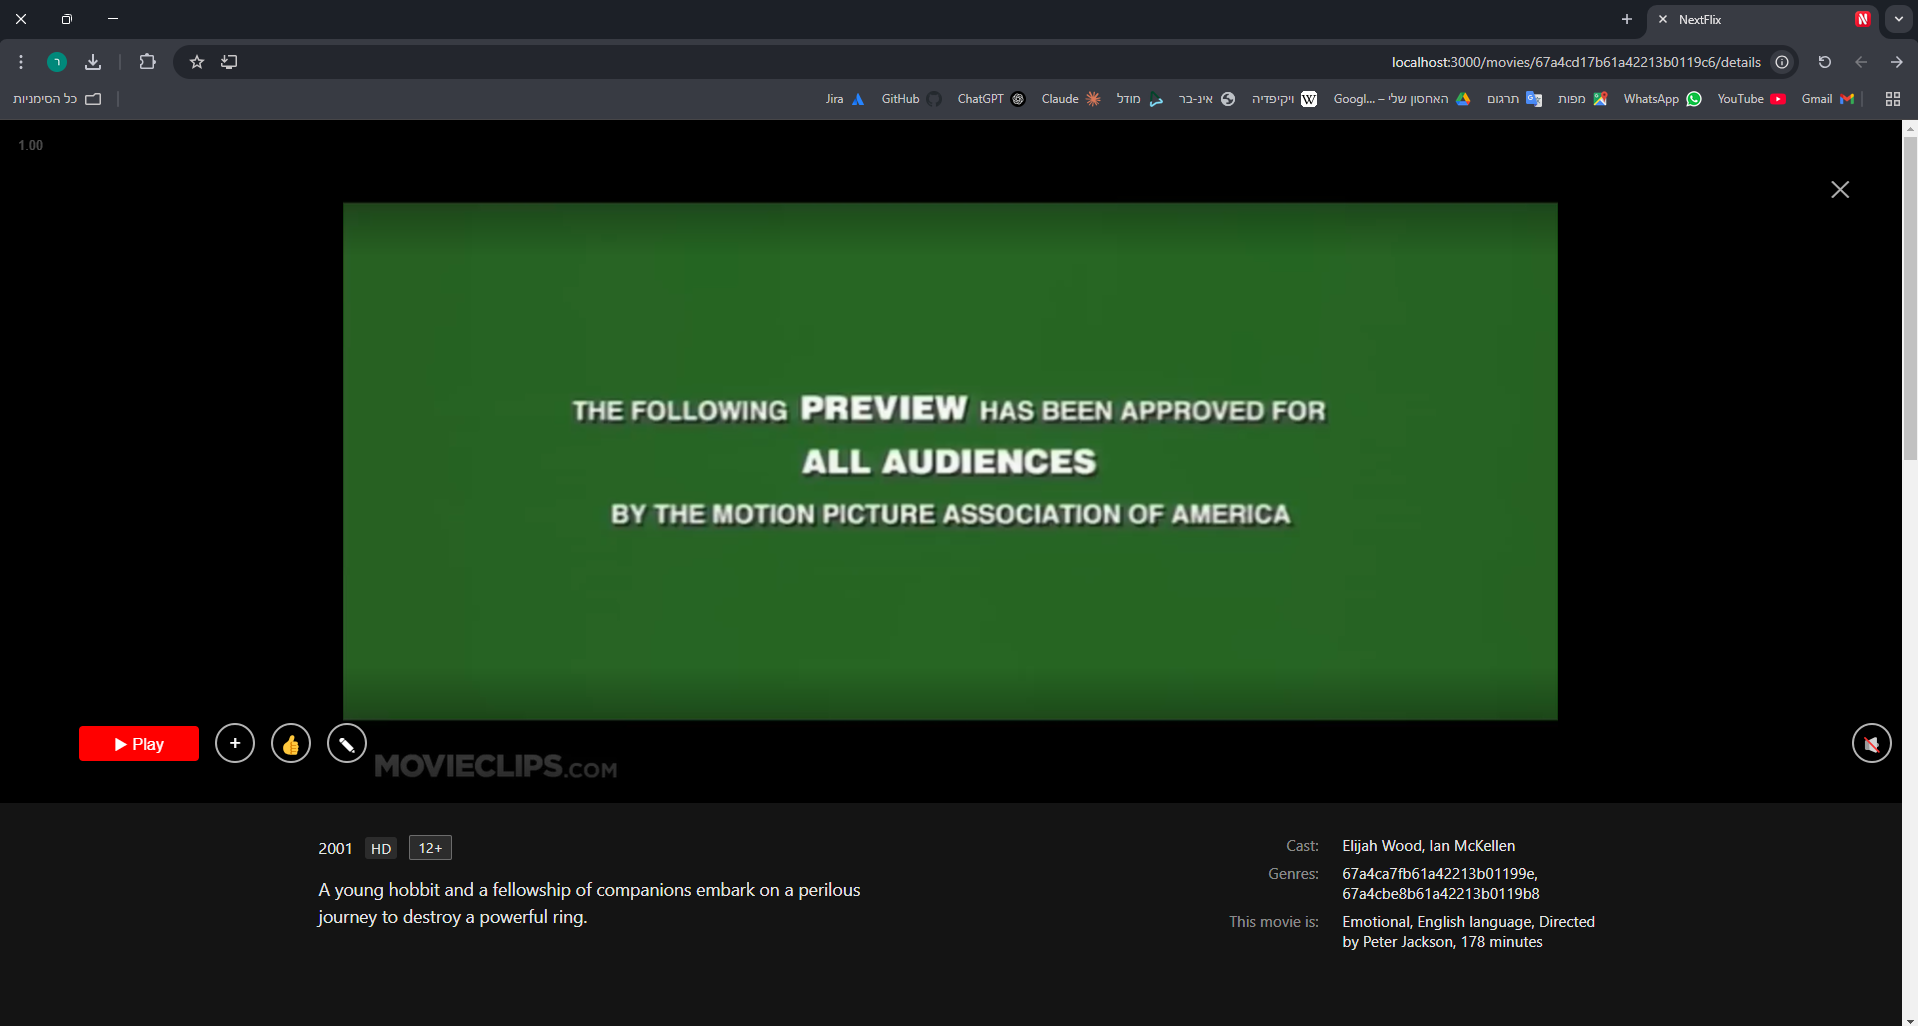 NextFlix
localhost:3000/movies/67a4cd17b61a42213b0119c6/details
כל הסימניות
Jira
GitHub
ChatGPT
Claude
מודל
אינ-בר
ויקיפדיה
האחסון שלי – Googl...
תרגום
מפות
WhatsApp
YouTube
Gmail
1.00
THE FOLLOWING PREVIEW HAS BEEN APPROVED FOR
ALL AUDIENCES
BY THE MOTION PICTURE ASSOCIATION OF AMERICA
Play
MOVIECLIPS.COM
2001 HD 12+
A young hobbit and a fellowship of companions embark on a perilous
journey to destroy a powerful ring.
Cast: Elijah Wood, Ian McKellen
Genres: 67a4ca7fb61a42213b01199e,
67a4cbe8b61a42213b0119b8
This movie is: Emotional, English language, Directed
by Peter Jackson, 178 minutes